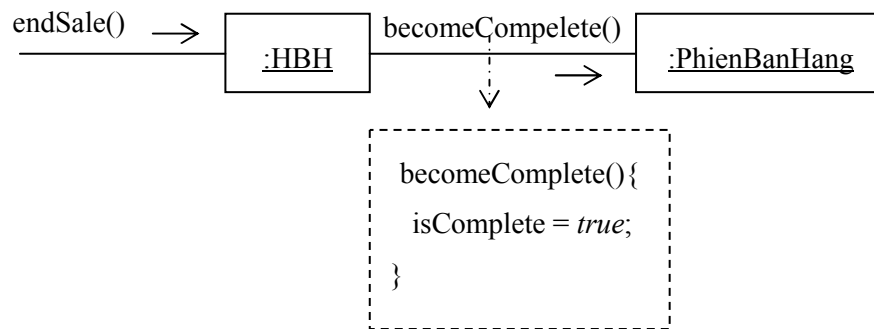 endSale()
becomeCompelete()
:HBH
:PhienBanHang
becomeComplete(){
isComplete = true;
}